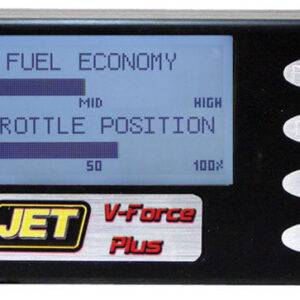 FUEL ECONOMY
MID HIGH
ROTTLE POSITION
50 100%
JET V-Force
Plus